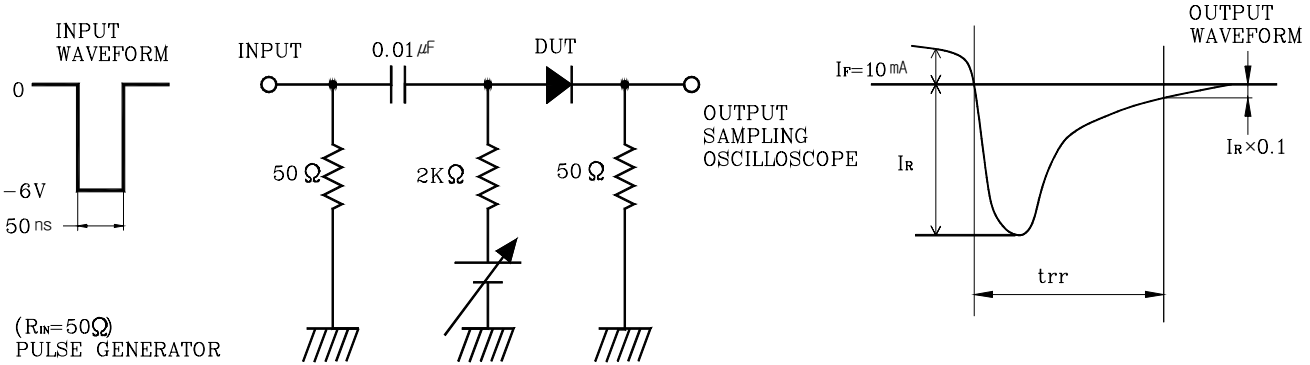 INPUT
WAVEFORM
0
-6V
50ns
(RIN=50Ω)
PULSE GENERATOR
INPUT
0.01μF
DUT
50Ω
2KΩ
50Ω
OUTPUT
SAMPLING
OSCILLOSCOPE
OUTPUT
WAVEFORM
IF=10mA
IR
IR×0.1
trr